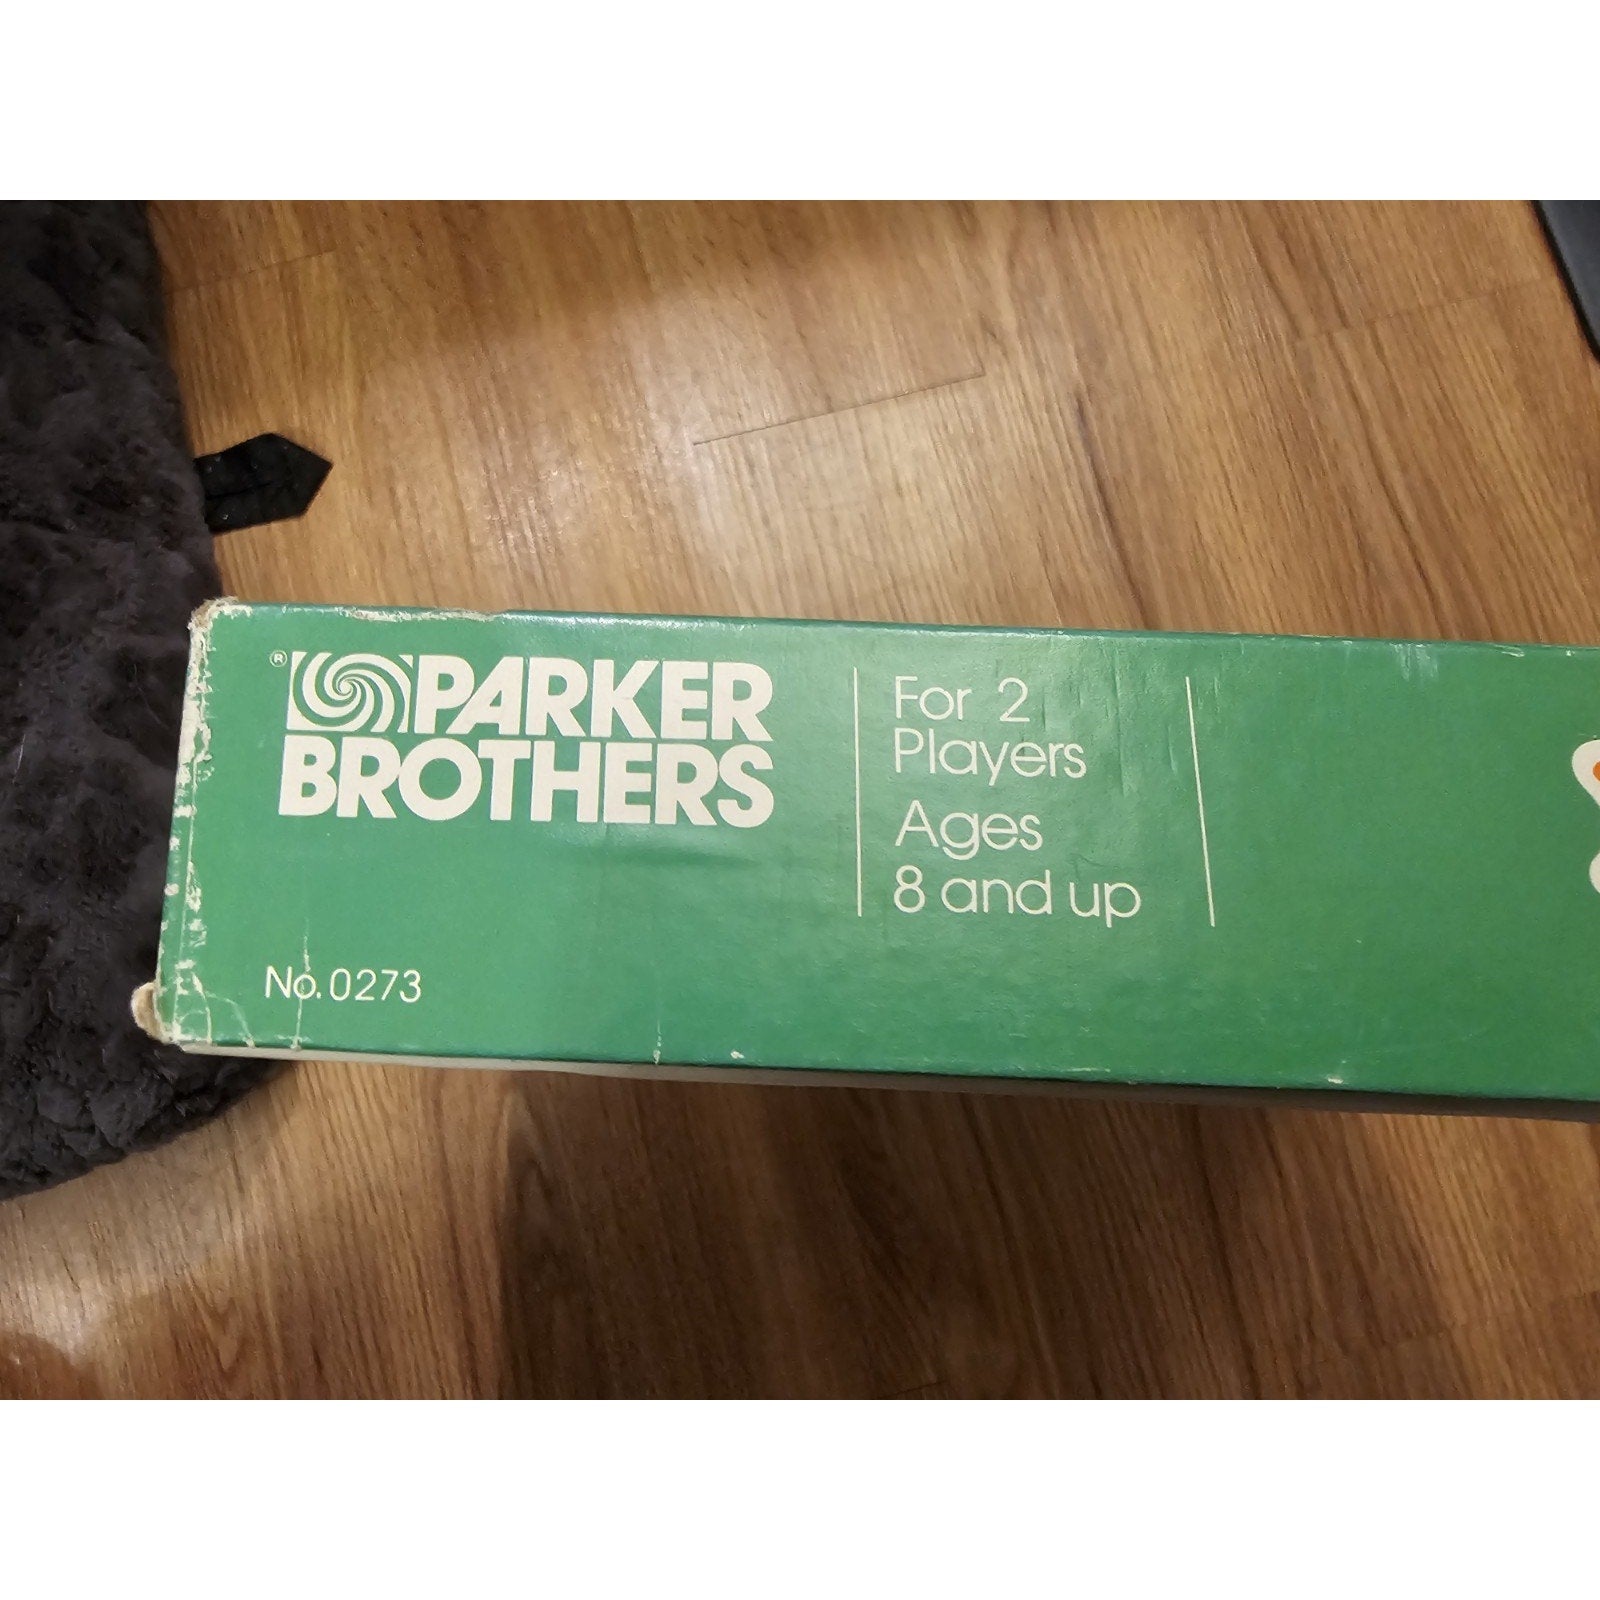 ® PARKER
BROTHERS
For 2
Players
Ages
8 and up
No. 0273